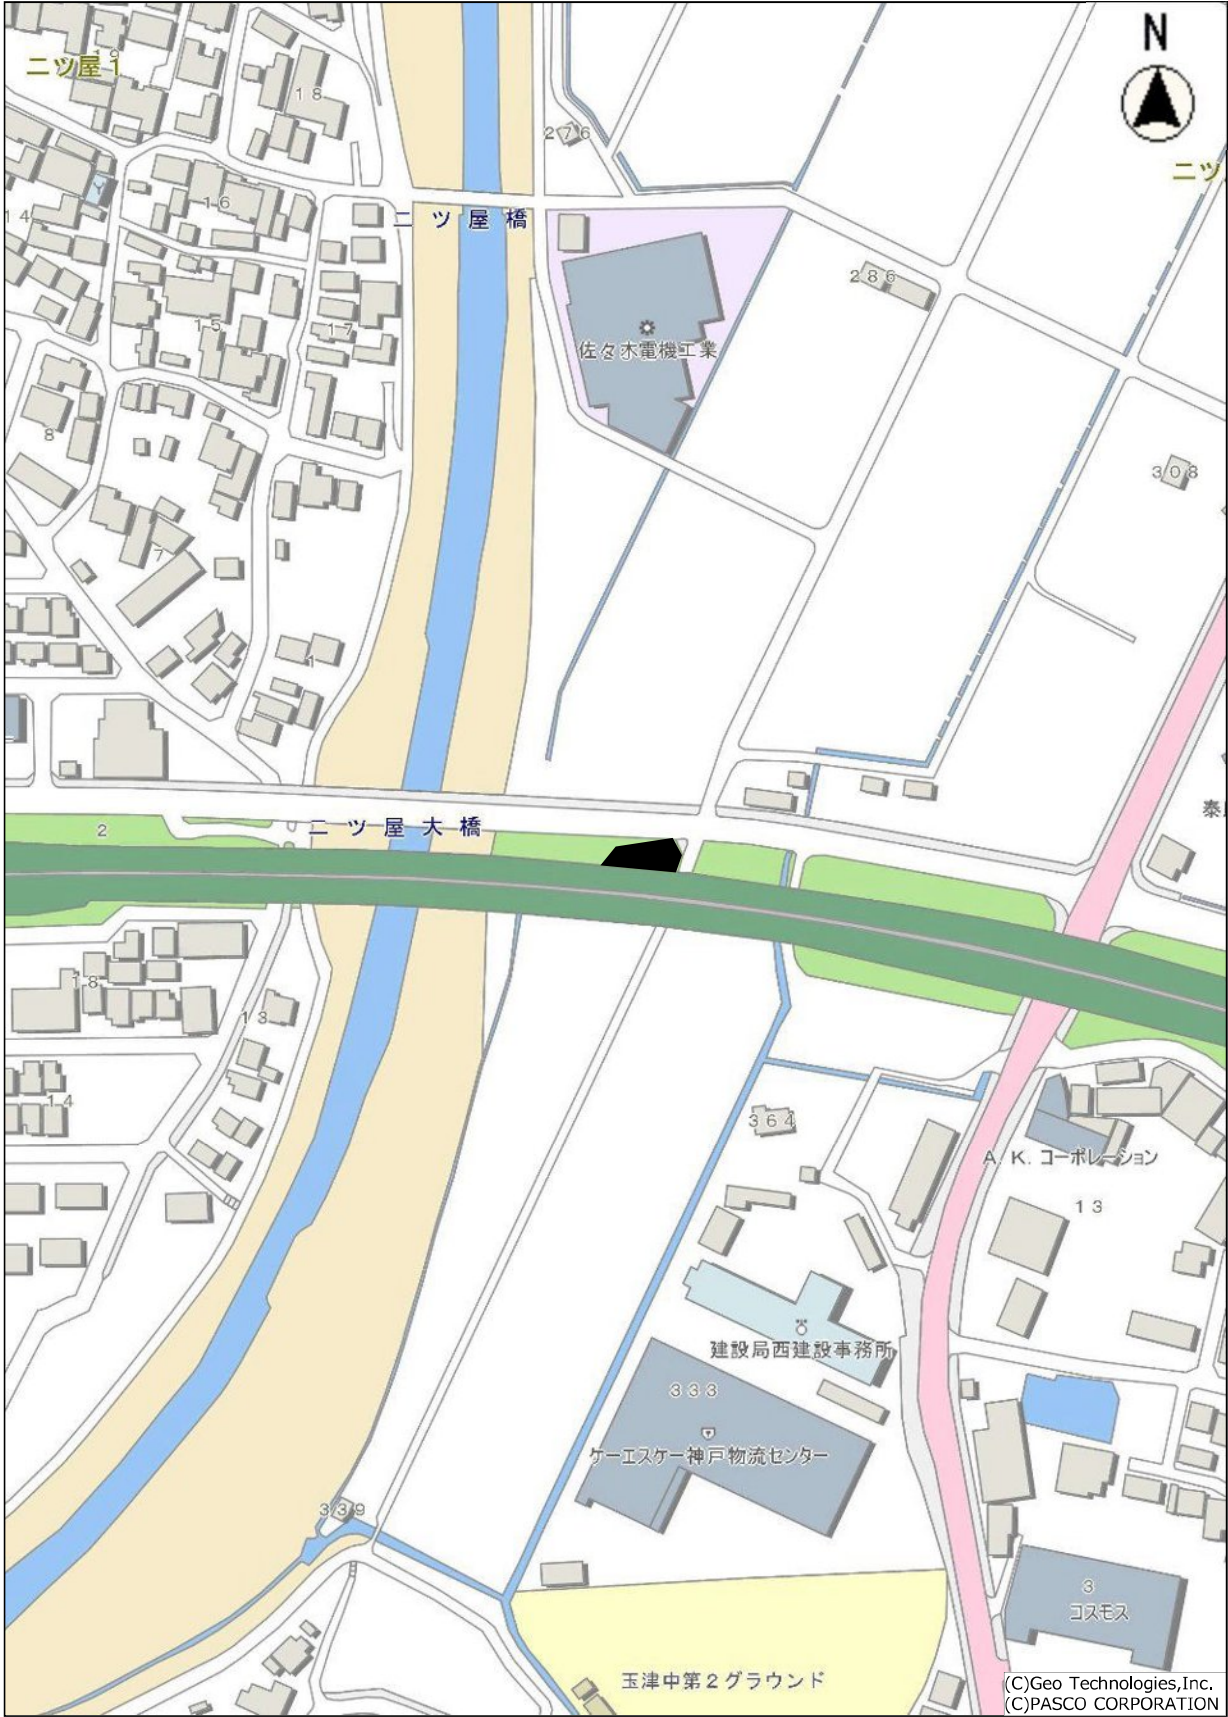 N
二ツ屋1
19
18
276
二ツ
14
16
二ツ屋橋
286
15
17
佐々木電機工業
8
308
7
1
泰
2
二ツ屋大橋
18
13
14
364
A.K.コーポレーション
13
建設局西建設事務所
333
ケーエスケー神戸物流センター
339
3
コスモス
玉津中第2グラウンド
(C)Geo Technologies,Inc.
(C)PASCO CORPORATION